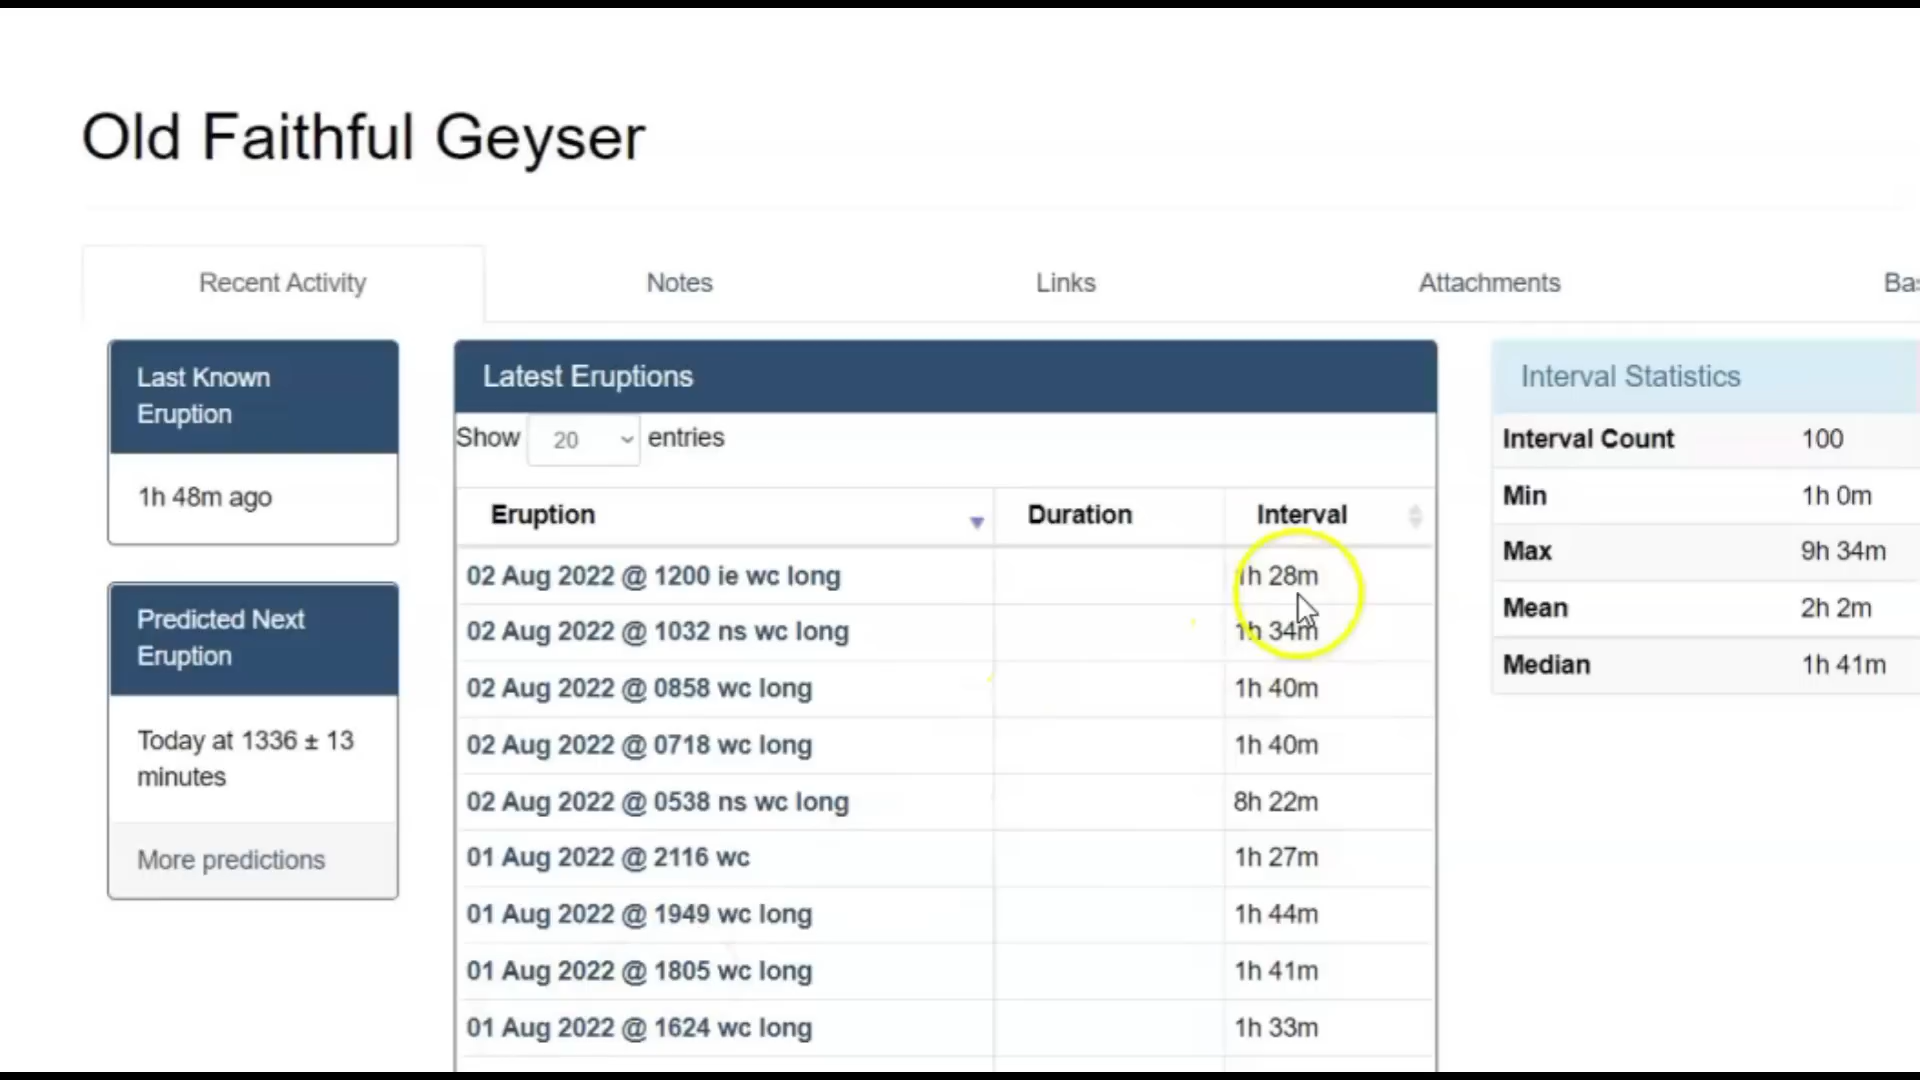 Old Faithful Geyser
Recent Activity
Notes
Links
Attachments
Bas
Last Known
Eruption
1h 48m ago
Predicted Next
Eruption
Today at 1336 ± 13
minutes
More predictions
Latest Eruptions
Show 20 entries
Eruption Duration Interval
02 Aug 2022 @ 1200 ie wc long 1h 28m
02 Aug 2022 @ 1032 ns wc long 1h 34m
02 Aug 2022 @ 0858 wc long 1h 40m
02 Aug 2022 @ 0718 wc long 1h 40m
02 Aug 2022 @ 0538 ns wc long 8h 22m
01 Aug 2022 @ 2116 wc 1h 27m
01 Aug 2022 @ 1949 wc long 1h 44m
01 Aug 2022 @ 1805 wc long 1h 41m
01 Aug 2022 @ 1624 wc long 1h 33m
Interval Statistics
Interval Count 100
Min 1h 0m
Max 9h 34m
Mean 2h 2m
Median 1h 41m